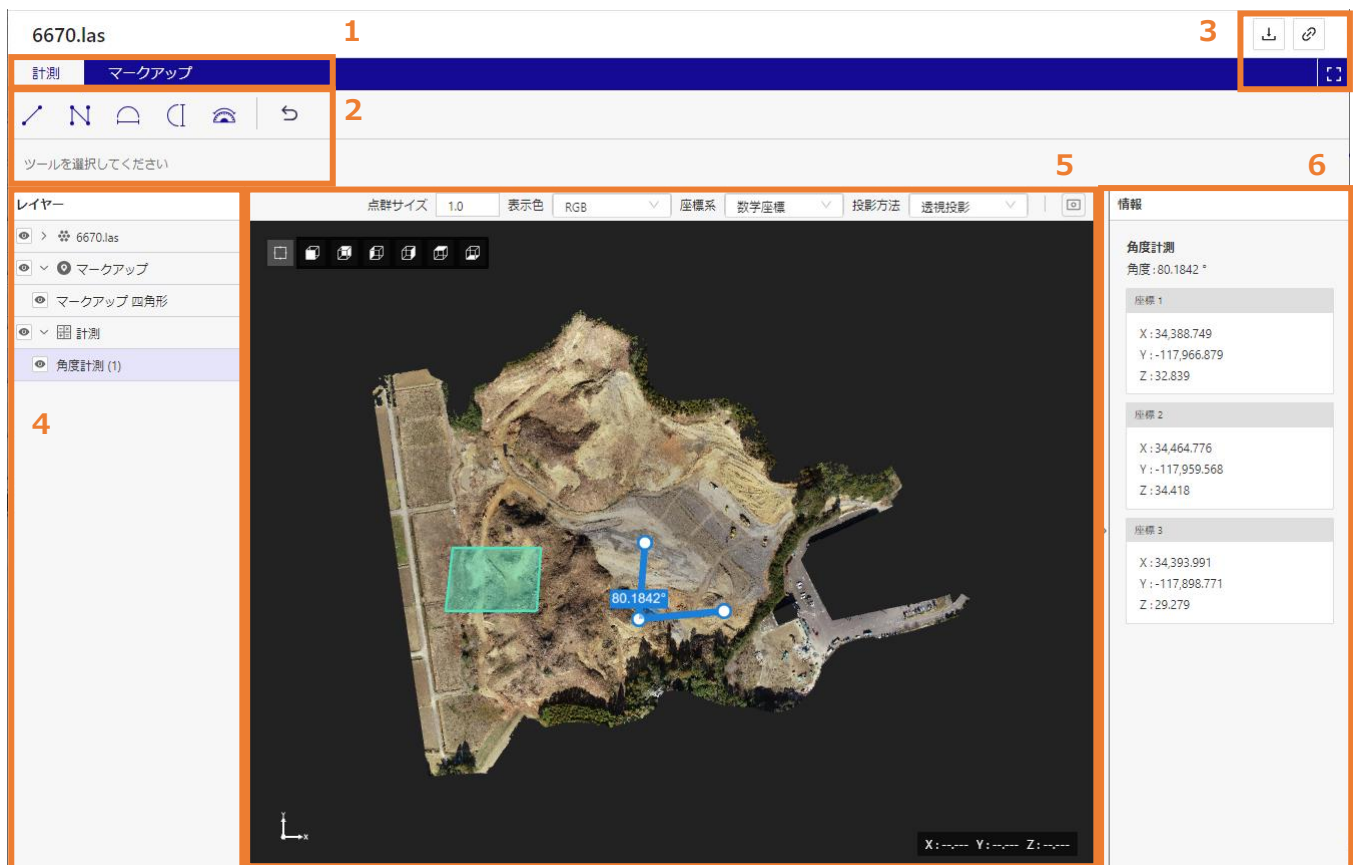 6670.las
1
3
計測 マークアップ
2
ツールを選択してください
5
6
レイヤー
点群サイズ 1.0 表示色 RGB 座標系 数学座標 投影方法 透視投影
情報
6670.las
マークアップ
マークアップ 四角形
計測
角度計測 (1)
4
80.1842°
Y
X
X:--.--- Y:--.--- Z:--.---
角度計測
角度:80.1842 °
座標 1
X:34,388.749
Y:-117,966.879
Z:32.839
座標 2
X:34,464.776
Y:-117,959.568
Z:34.418
座標 3
X:34,393.991
Y:-117,898.771
Z:29.279